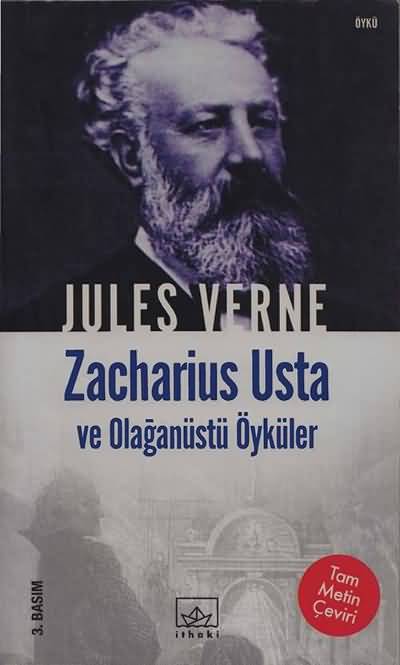 ÖYKÜ
JULES VERNE
Zacharius Usta
ve Olağanüstü Öyküler
Tam
Metin
Çeviri
3. BASIM
ithaki